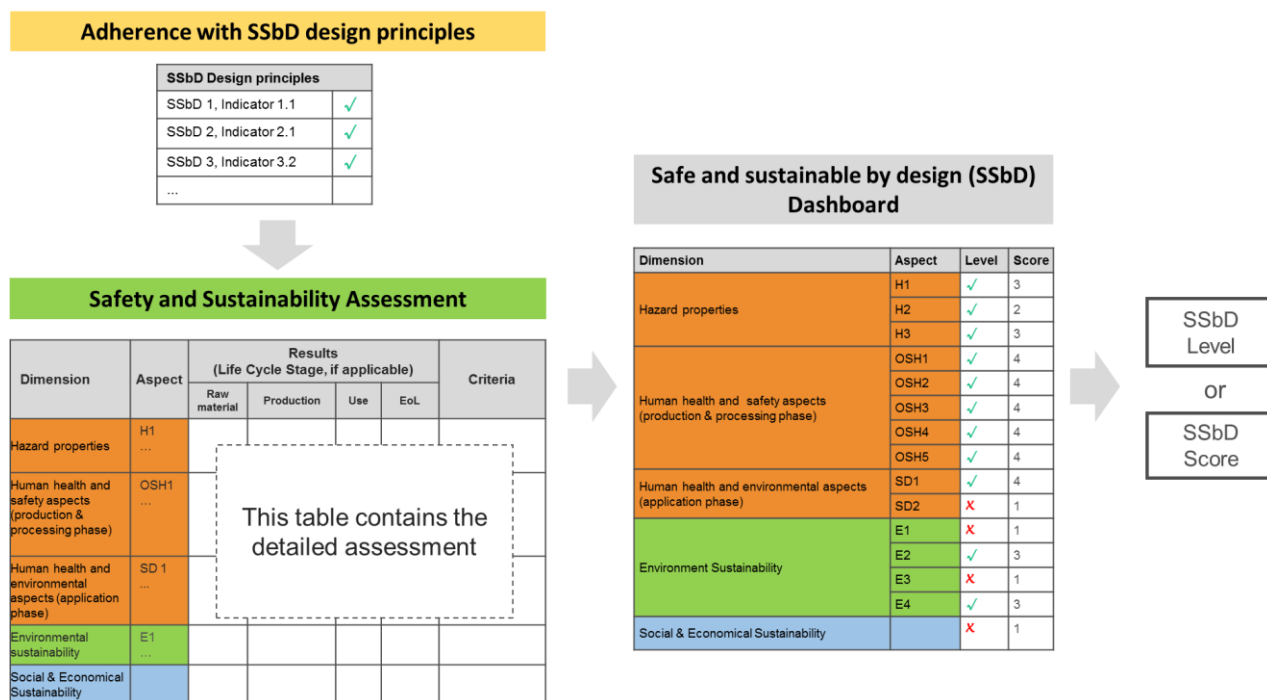 Adherence with SSbD design principles
SSbD Design principles
SSbD 1, Indicator 1.1 √
SSbD 2, Indicator 2.1 √
SSbD 3, Indicator 3.2 √
...
Safety and Sustainability Assessment
Dimension Aspect Results Criteria
(Life Cycle Stage, if applicable)
Raw
material Production Use EoL
Hazard properties H1
...
Human health and
safety aspects
(production &
processing phase) OSH1
...
Human health and
environmental
aspects (application
phase) SD 1
...
Environmental
sustainability E1
...
Social & Economical
Sustainability
This table contains the
detailed assessment
Safe and sustainable by design (SSbD)
Dashboard
Dimension Aspect Level Score
Hazard properties
H1 √ 3
H2 √ 2
H3 √ 3
Human health and safety aspects
(production & processing phase)
OSH1 √ 4
OSH2 √ 4
OSH3 √ 4
OSH4 √ 4
OSH5 √ 4
Human health and environmental aspects
(application phase)
SD1 √ 4
SD2 x 1
Environment Sustainability
E1 x 1
E2 √ 3
E3 x 1
E4 √ 3
Social & Economical Sustainability x 1
SSbD
Level
or
SSbD
Score